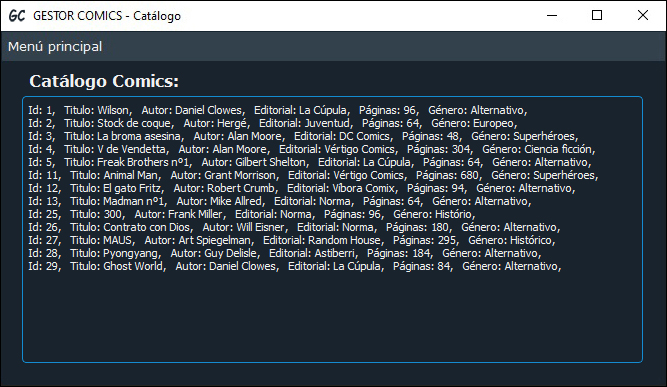 GC GESTOR COMICS - Catálogo
Menú principal
Catálogo Comics:
Id: 1, Titulo: Wilson, Autor: Daniel Clowes, Editorial: La Cúpula, Páginas: 96, Género: Alternativo,
Id: 2, Titulo: Stock de coque, Autor: Hergé, Editorial: Juventud, Páginas: 64, Género: Europeo,
Id: 3, Titulo: La broma asesina, Autor: Alan Moore, Editorial: DC Comics, Páginas: 48, Género: Superhéroes,
Id: 4, Titulo: V de Vendetta, Autor: Alan Moore, Editorial: Vértigo Comics, Páginas: 304, Género: Ciencia ficción,
Id: 5, Titulo: Freak Brothers nº1, Autor: Gilbert Shelton, Editorial: La Cúpula, Páginas: 64, Género: Alternativo,
Id: 11, Titulo: Animal Man, Autor: Grant Morrison, Editorial: Vértigo Comics, Páginas: 680, Género: Superhéroes,
Id: 12, Titulo: El gato Fritz, Autor: Robert Crumb, Editorial: Víbora Comix, Páginas: 94, Género: Alternativo,
Id: 13, Titulo: Madman nº1, Autor: Mike Allred, Editorial: Norma, Páginas: 64, Género: Alternativo,
Id: 25, Titulo: 300, Autor: Frank Miller, Editorial: Norma, Páginas: 96, Género: Histório,
Id: 26, Titulo: Contrato con Dios, Autor: Will Eisner, Editorial: Norma, Páginas: 180, Género: Alternativo,
Id: 27, Titulo: MAUS, Autor: Art Spiegelman, Editorial: Random House, Páginas: 295, Género: Histórico,
Id: 28, Titulo: Pyongyang, Autor: Guy Delisle, Editorial: Astiberri, Páginas: 184, Género: Alternativo,
Id: 29, Titulo: Ghost World, Autor: Daniel Clowes, Editorial: La Cúpula, Páginas: 84, Género: Alternativo,